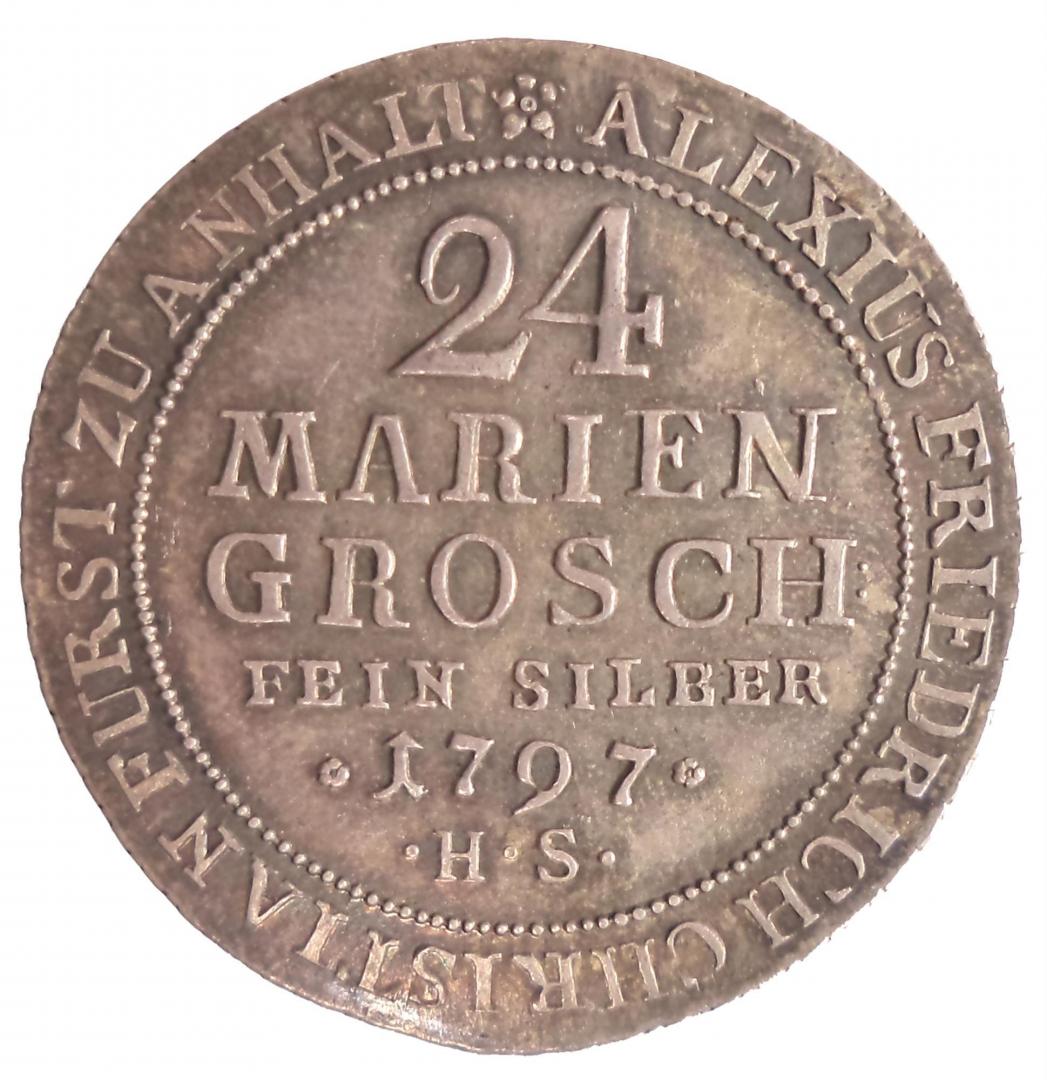 ALEXIUS FRIEDRICH CHRISTIAN FURST ZU ANHALT
24
MARIEN
GROSCH:
FEIN SILBER
· 1797 ·
· H · S ·